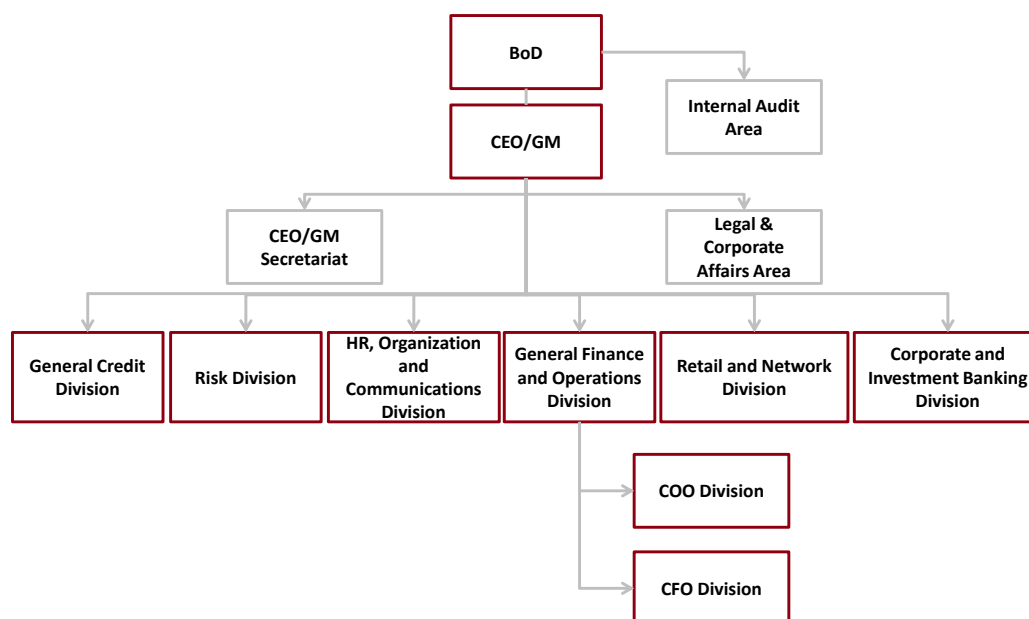 BoD
Internal Audit
Area
CEO/GM
CEO/GM
Secretariat
Legal &
Corporate
Affairs Area
General Credit
Division
Risk Division
HR, Organization
and
Communications
Division
General Finance
and Operations
Division
Retail and Network
Division
Corporate and
Investment Banking
Division
COO Division
CFO Division